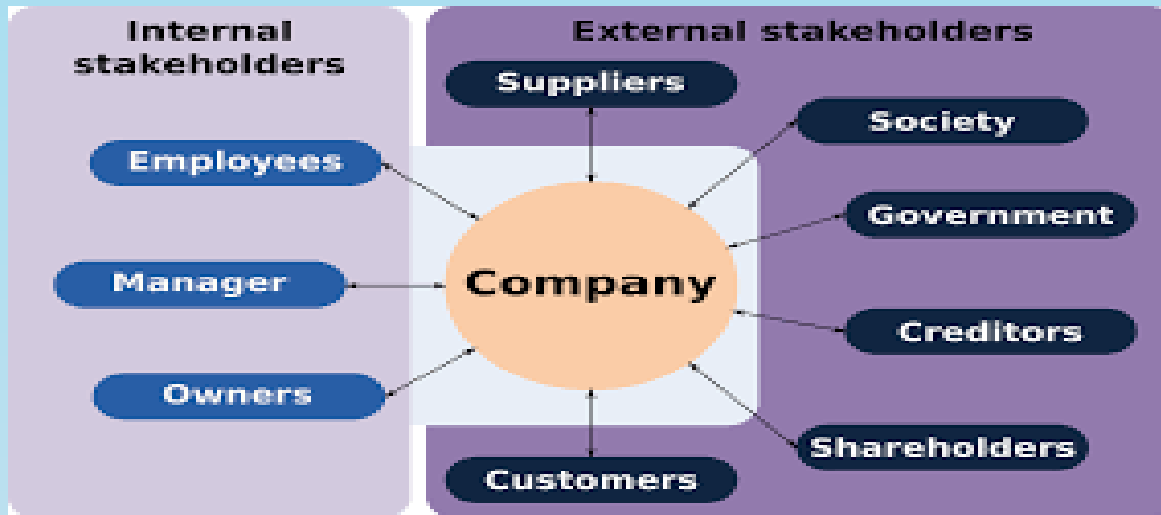 Internal
stakeholders
Employees
Manager
Owners
External stakeholders
Suppliers
Society
Government
Company
Creditors
Shareholders
Customers